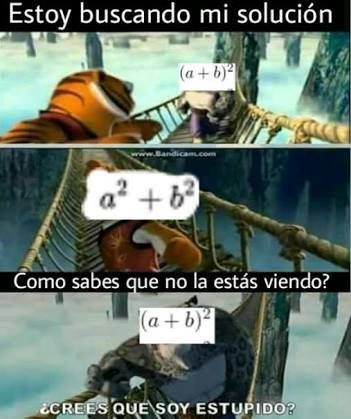 Estoy buscando mi solución
(a + b)²
www.Bandicam.com
a² + b²
Como sabes que no la estás viendo?
(a + b)²
¿CREES QUE SOY ESTUPIDO?